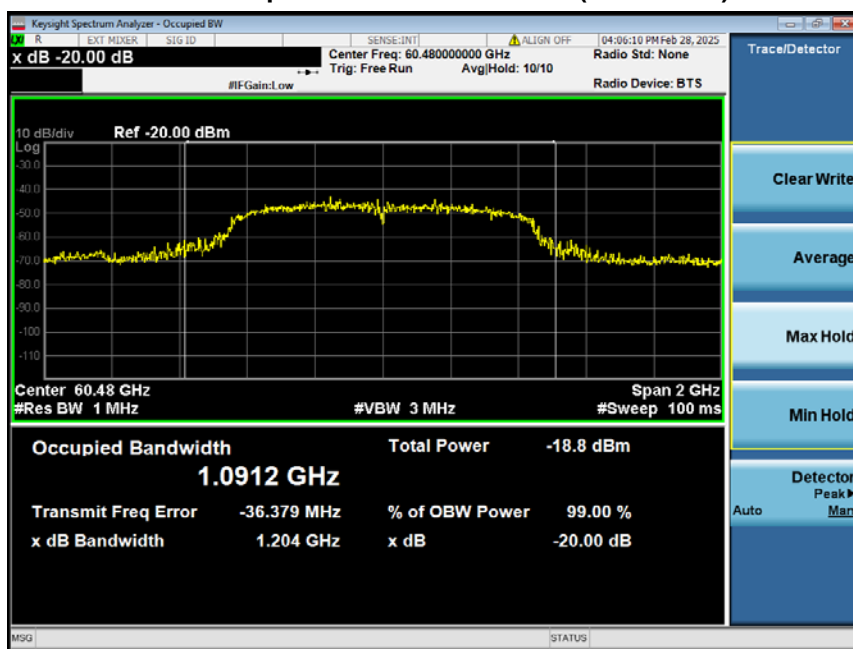 Keysight Spectrum Analyzer - Occupied BW
LXI R EXT MIXER SIG ID SENSE:INT ALIGN OFF 04:06:10 PM Feb 28, 2025
x dB -20.00 dB Center Freq: 60.480000000 GHz Radio Std: None
Trig: Free Run Avg|Hold: 10/10
#IFGain:Low Radio Device: BTS
Trace/Detector
10 dB/div Ref -20.00 dBm
Log
-30.0
-40.0
-50.0
-60.0
-70.0
-80.0
-90.0
-100
-110
Center 60.48 GHz Span 2 GHz
#Res BW 1 MHz #VBW 3 MHz #Sweep 100 ms
Occupied Bandwidth Total Power -18.8 dBm
1.0912 GHz
Transmit Freq Error -36.379 MHz % of OBW Power 99.00 %
x dB Bandwidth 1.204 GHz x dB -20.00 dB
Clear Write
Average
Max Hold
Min Hold
Detector
Peak
Auto Man
MSG STATUS